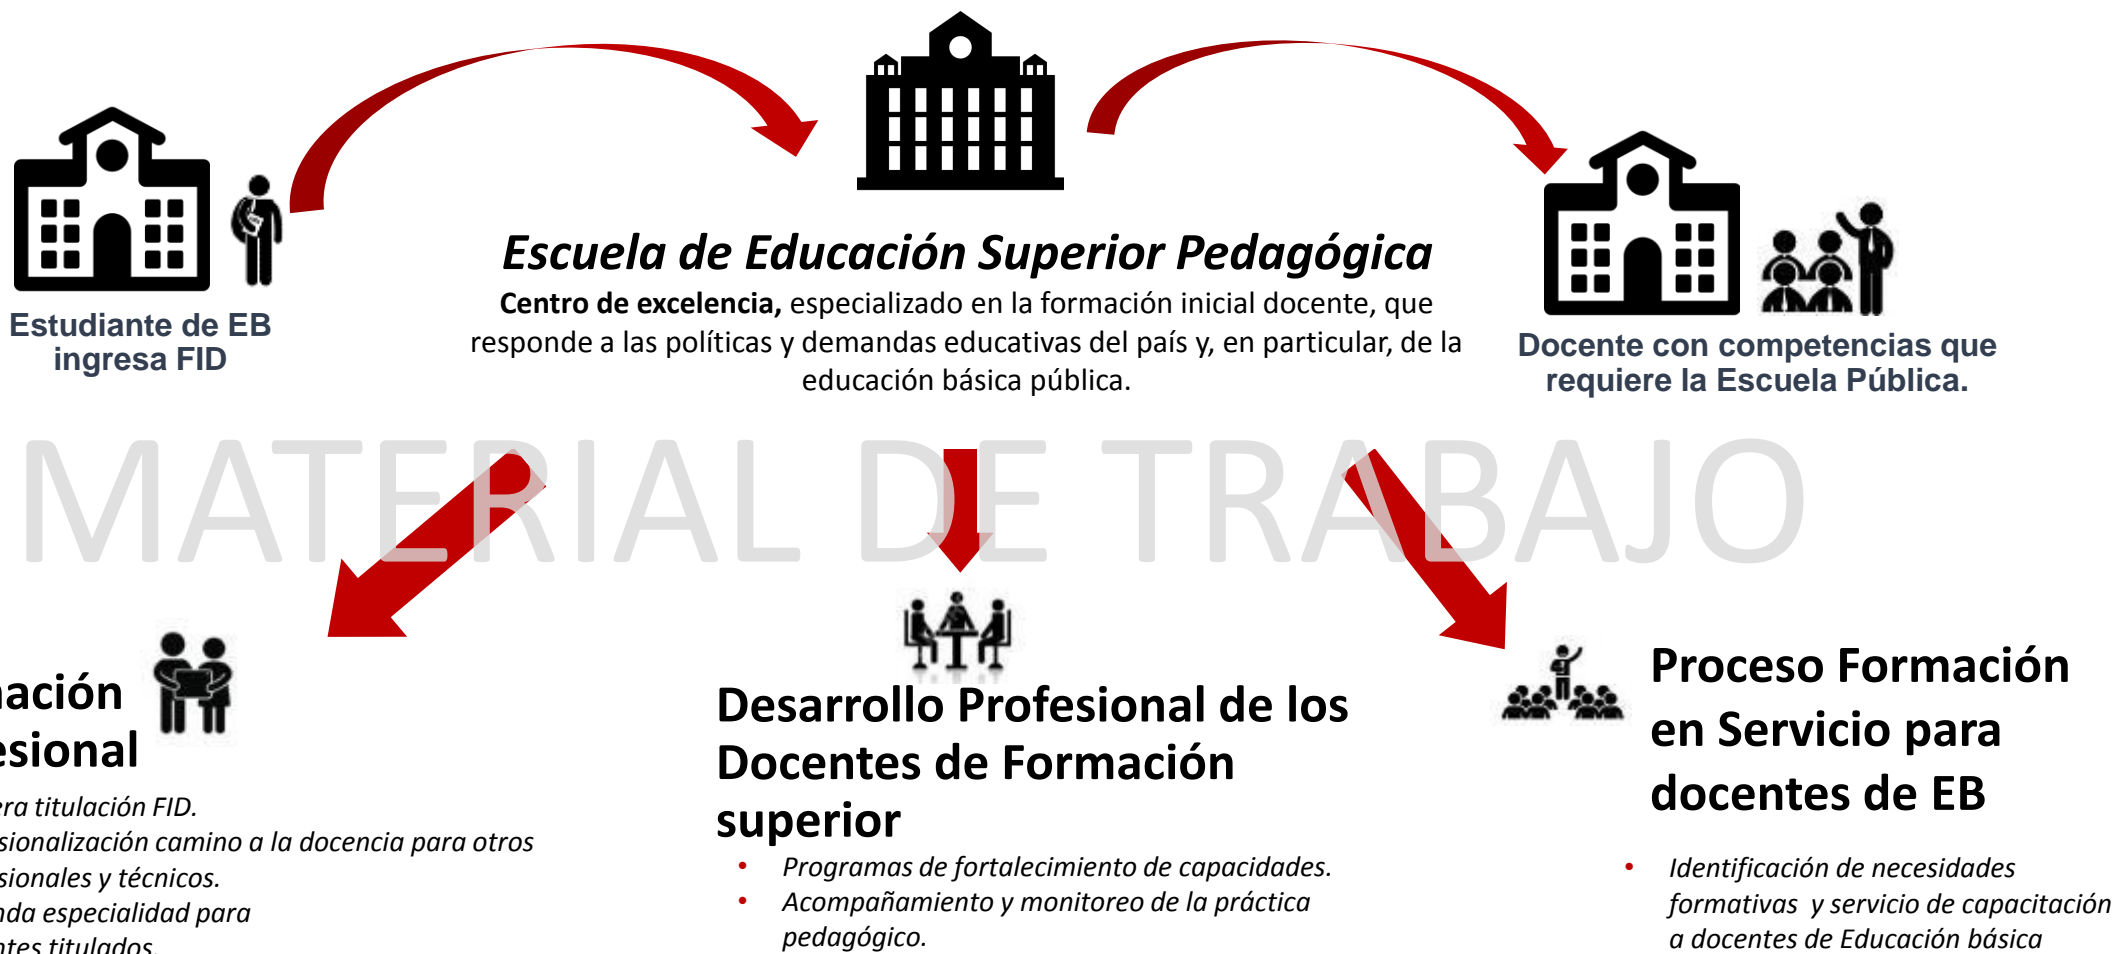 Escuela de Educación Superior Pedagógica
Centro de excelencia, especializado en la formación inicial docente, que
responde a las políticas y demandas educativas del país y, en particular, de la
educación básica pública.
Estudiante de EB
ingresa FID
Docente con competencias que
requiere la Escuela Pública.
MATERIAL DE TRABAJO
nación
esional
era titulación FID.
sionalización camino a la docencia para otros
sionales y técnicos.
nda especialidad para
ntes titulados.
Desarrollo Profesional de los
Docentes de Formación
superior
• Programas de fortalecimiento de capacidades.
• Acompañamiento y monitoreo de la práctica
pedagógico.
Proceso Formación
en Servicio para
docentes de EB
• Identificación de necesidades
formativas y servicio de capacitación
a docentes de Educación básica